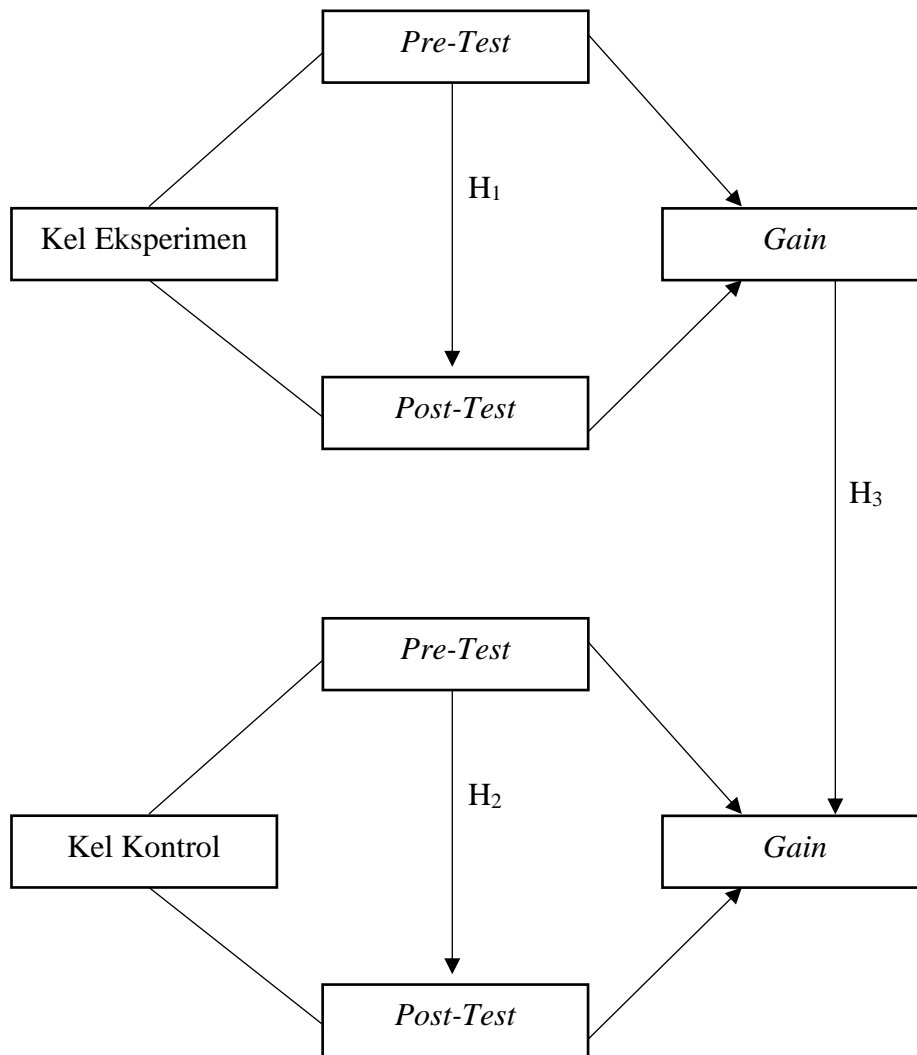 Pre-Test
H₁
Kel Eksperimen
Gain
Post-Test
H₃
Pre-Test
H₂
Kel Kontrol
Gain
Post-Test